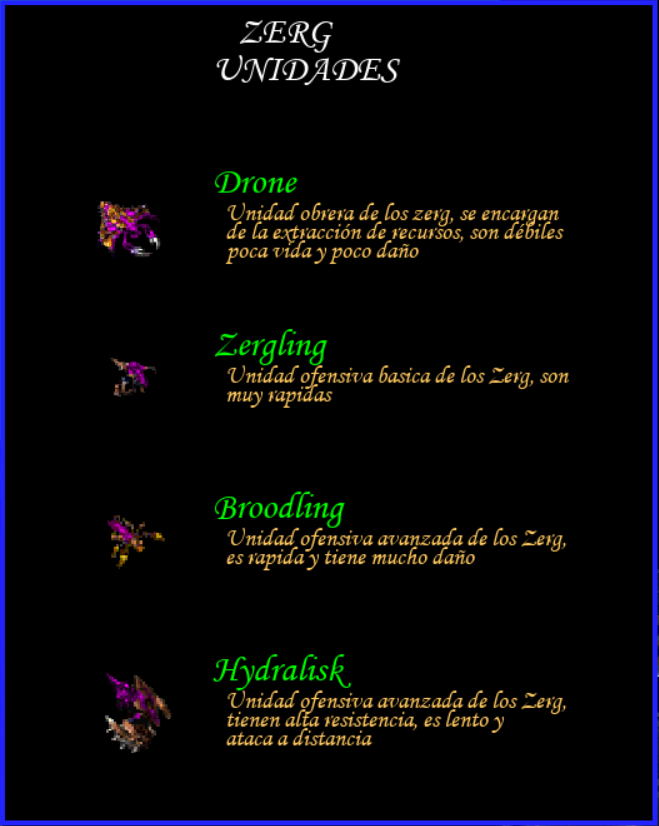 ZERG
UNIDADES
Drone
Unidad obrera de los zerg, se encargan
de la extracción de recursos, son débiles
poca vida y poco daño
Zergling
Unidad ofensiva basica de los Zerg, son
muy rapidas
Broodling
Unidad ofensiva avanzada de los Zerg,
es rapida y tiene mucho daño
Hydralisk
Unidad ofensiva avanzada de los Zerg,
tienen alta resistencia, es lento y
ataca a distancia